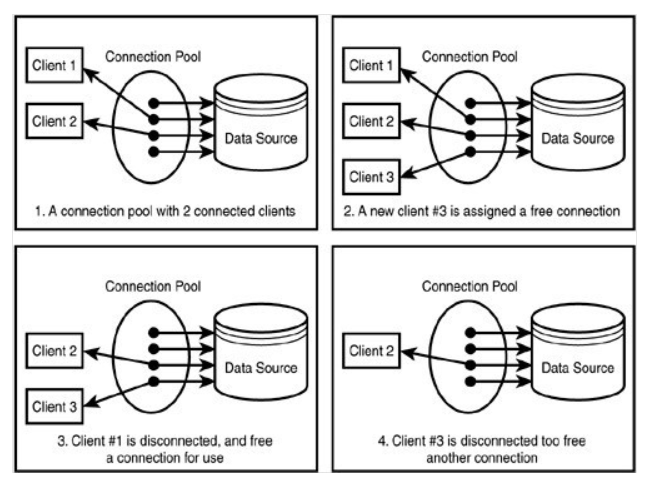 Connection Pool
Client 1
Client 2
Data Source
1. A connection pool with 2 connected clients
Connection Pool
Client 1
Client 2
Data Source
Client 3
2. A new client #3 is assigned a free connection
Connection Pool
Client 2
Data Source
Client 3
3. Client #1 is disconnected, and free
a connection for use
Connection Pool
Client 2
Data Source
4. Client #3 is disconnected too free
another connection